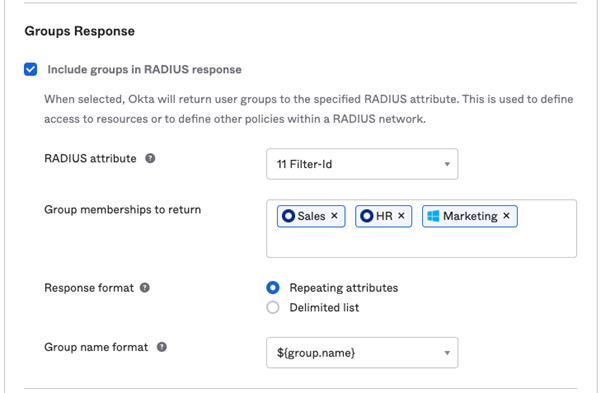 Groups Response
Include groups in RADIUS response
When selected, Okta will return user groups to the specified RADIUS attribute. This is used to define
access to resources or to define other policies within a RADIUS network.
RADIUS attribute ?
11 Filter-Id
Group memberships to return
Sales × HR × Marketing ×
Response format ?
Repeating attributes
Delimited list
Group name format ?
${group.name}